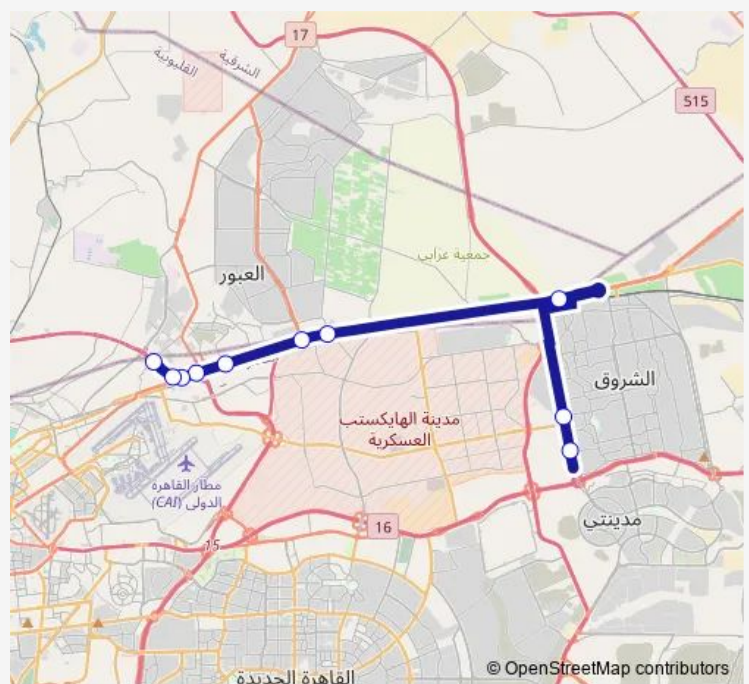 17
الشرقية
القليوبية
515
جمعية عرابي
العبور
الشروق
مدينة الهايكستب
العسكرية
مطار القاهرة
الدولى (CAI)
16
مدينتي
15
القاهرة الجديدة
© OpenStreetMap contributors